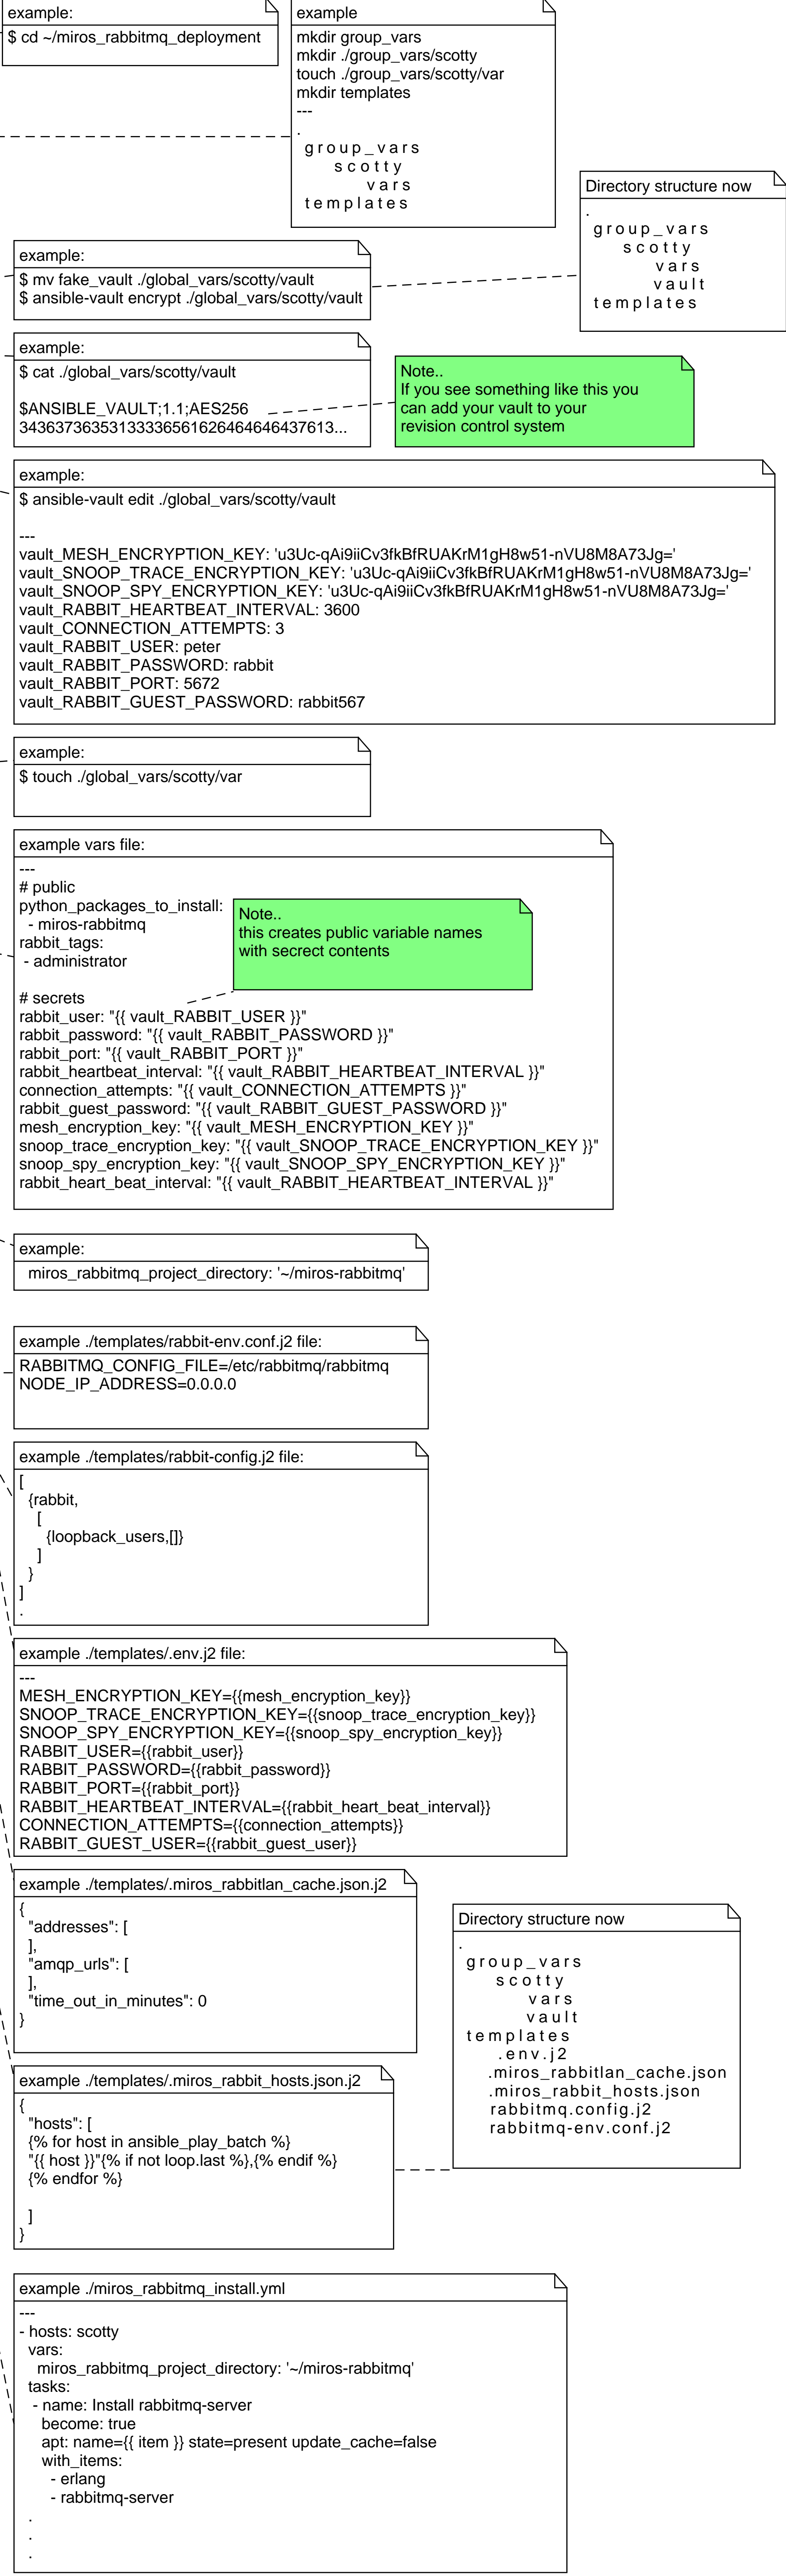 example:
$ cd ~/miros_rabbitmq_deployment
example
mkdir group_vars
mkdir ./group_vars/scotty
touch ./group_vars/scotty/var
mkdir templates
---
.
group_vars
scotty
vars
templates
Directory structure now
.
group_vars
scotty
vars
vault
templates
example:
$ mv fake_vault ./global_vars/scotty/vault
$ ansible-vault encrypt ./global_vars/scotty/vault
example:
$ cat ./global_vars/scotty/vault
$ANSIBLE_VAULT;1.1;AES256
34363736353133336561626464646437613...
Note..
If you see something like this you
can add your vault to your
revision control system
example:
$ ansible-vault edit ./global_vars/scotty/vault
---
vault_MESH_ENCRYPTION_KEY: 'u3Uc-qAi9iiCv3fkBfRUAKrM1gH8w51-nVU8M8A73Jg='
vault_SNOOP_TRACE_ENCRYPTION_KEY: 'u3Uc-qAi9iiCv3fkBfRUAKrM1gH8w51-nVU8M8A73Jg='
vault_SNOOP_SPY_ENCRYPTION_KEY: 'u3Uc-qAi9iiCv3fkBfRUAKrM1gH8w51-nVU8M8A73Jg='
vault_RABBIT_HEARTBEAT_INTERVAL: 3600
vault_CONNECTION_ATTEMPTS: 3
vault_RABBIT_USER: peter
vault_RABBIT_PASSWORD: rabbit
vault_RABBIT_PORT: 5672
vault_RABBIT_GUEST_PASSWORD: rabbit567
example:
$ touch ./global_vars/scotty/var
example vars file:
---
# public
python_packages_to_install:
- miros-rabbitmq
rabbit_tags:
- administrator
Note..
this creates public variable names
with secrect contents
# secrets
rabbit_user: "{{ vault_RABBIT_USER }}"
rabbit_password: "{{ vault_RABBIT_PASSWORD }}"
rabbit_port: "{{ vault_RABBIT_PORT }}"
rabbit_heartbeat_interval: "{{ vault_RABBIT_HEARTBEAT_INTERVAL }}"
connection_attempts: "{{ vault_CONNECTION_ATTEMPTS }}"
rabbit_guest_password: "{{ vault_RABBIT_GUEST_PASSWORD }}"
mesh_encryption_key: "{{ vault_MESH_ENCRYPTION_KEY }}"
snoop_trace_encryption_key: "{{ vault_SNOOP_TRACE_ENCRYPTION_KEY }}"
snoop_spy_encryption_key: "{{ vault_SNOOP_SPY_ENCRYPTION_KEY }}"
rabbit_heart_beat_interval: "{{ vault_RABBIT_HEARTBEAT_INTERVAL }}"
example:
miros_rabbitmq_project_directory: '~/miros-rabbitmq'
example ./templates/rabbit-env.conf.j2 file:
RABBITMQ_CONFIG_FILE=/etc/rabbitmq/rabbitmq
NODE_IP_ADDRESS=0.0.0.0
example ./templates/rabbit-config.j2 file:
[
{rabbit,
[
{loopback_users,[]}
]
}
]
.
example ./templates/.env.j2 file:
---
MESH_ENCRYPTION_KEY={{mesh_encryption_key}}
SNOOP_TRACE_ENCRYPTION_KEY={{snoop_trace_encryption_key}}
SNOOP_SPY_ENCRYPTION_KEY={{snoop_spy_encryption_key}}
RABBIT_USER={{rabbit_user}}
RABBIT_PASSWORD={{rabbit_password}}
RABBIT_PORT={{rabbit_port}}
RABBIT_HEARTBEAT_INTERVAL={{rabbit_heart_beat_interval}}
CONNECTION_ATTEMPTS={{connection_attempts}}
RABBIT_GUEST_USER={{rabbit_guest_user}}
example ./templates/.miros_rabbitlan_cache.json.j2
{
"addresses": [
],
"amqp_urls": [
],
"time_out_in_minutes": 0
}
Directory structure now
.
group_vars
scotty
vars
vault
templates
.env.j2
.miros_rabbitlan_cache.json
.miros_rabbit_hosts.json
rabbitmq.config.j2
rabbitmq-env.conf.j2
example ./templates/.miros_rabbit_hosts.json.j2
{
"hosts": [
{% for host in ansible_play_batch %}
"{{ host }}"{% if not loop.last %},{% endif %}
{% endfor %}
]
}
example ./miros_rabbitmq_install.yml
---
- hosts: scotty
vars:
miros_rabbitmq_project_directory: '~/miros-rabbitmq'
tasks:
- name: Install rabbitmq-server
become: true
apt: name={{ item }} state=present update_cache=false
with_items:
- erlang
- rabbitmq-server
.
.
.